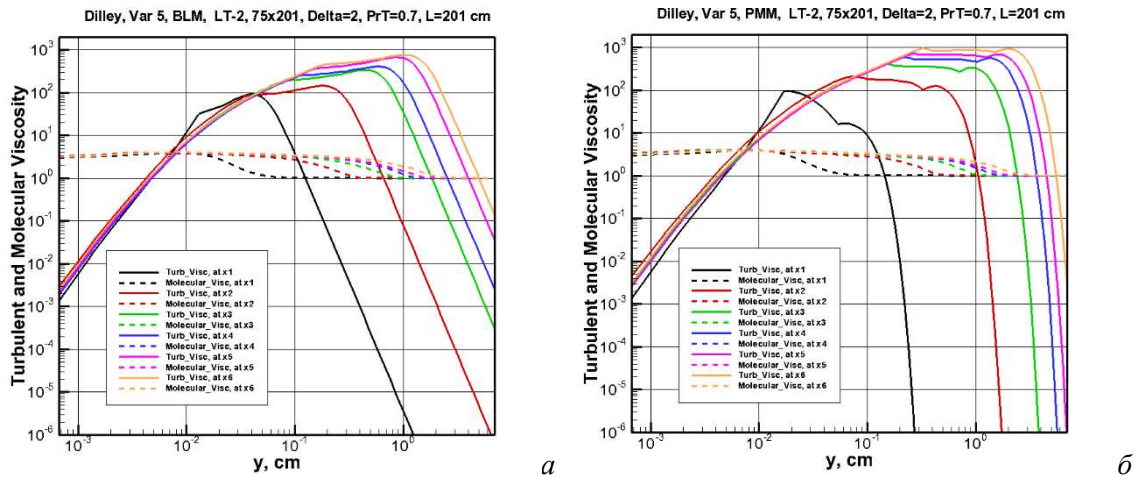 Dilley, Var 5, BLM, LT-2, 75x201, Delta=2, PrT=0.7, L=201 cm
Turbulent and Molecular Viscosity
10^3
10^2
10^1
10^0
10^-1
10^-2
10^-3
10^-4
10^-5
10^-6
Turb_Visc, at x1
Molecular_Visc, at x1
Turb_Visc, at x2
Molecular_Visc, at x2
Turb_Visc, at x3
Molecular_Visc, at x3
Turb_Visc, at x4
Molecular_Visc, at x4
Turb_Visc, at x5
Molecular_Visc, at x5
Turb_Visc, at x6
Molecular_Visc, at x6
10^-3
10^-2
10^-1
10^0
y, cm
а
Dilley, Var 5, PMM, LT-2, 75x201, Delta=2, PrT=0.7, L=201 cm
Turbulent and Molecular Viscosity
10^3
10^2
10^1
10^0
10^-1
10^-2
10^-3
10^-4
10^-5
10^-6
Turb_Visc, at x1
Molecular_Visc, at x1
Turb_Visc, at x2
Molecular_Visc, at x2
Turb_Visc, at x3
Molecular_Visc, at x3
Turb_Visc, at x4
Molecular_Visc, at x4
Turb_Visc, at x5
Molecular_Visc, at x5
Turb_Visc, at x6
Molecular_Visc, at x6
10^-3
10^-2
10^-1
10^0
y, cm
б